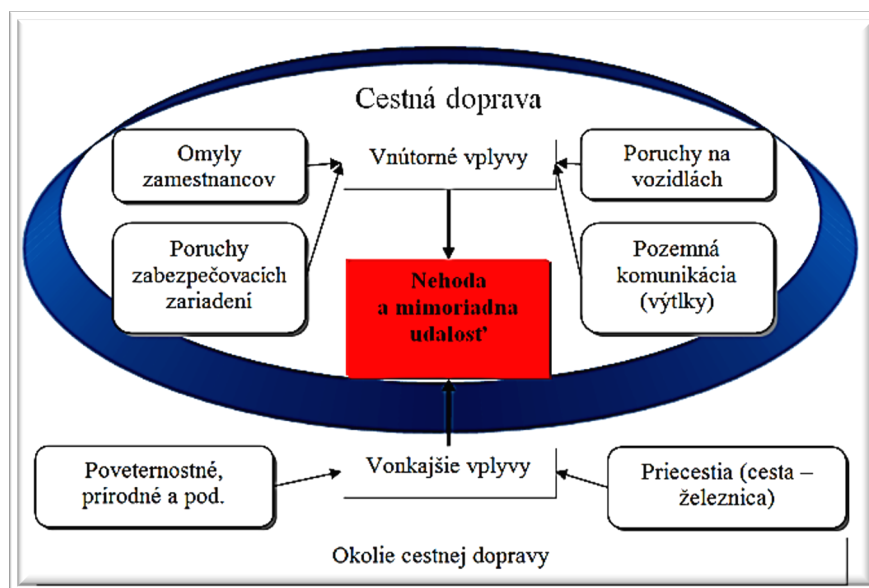 Cestná doprava
Omyly
zamestnancov
Vnútorné vplyvy
Poruchy na
vozidlách
Poruchy
zabezpečovacích
zariadení
Nehoda
a mimoriadna
udalosť
Pozemná
komunikácia
(výtlky)
Poveternostné,
prírodné a pod.
Vonkajšie vplyvy
Priecestia (cesta –
železnica)
Okolie cestnej dopravy